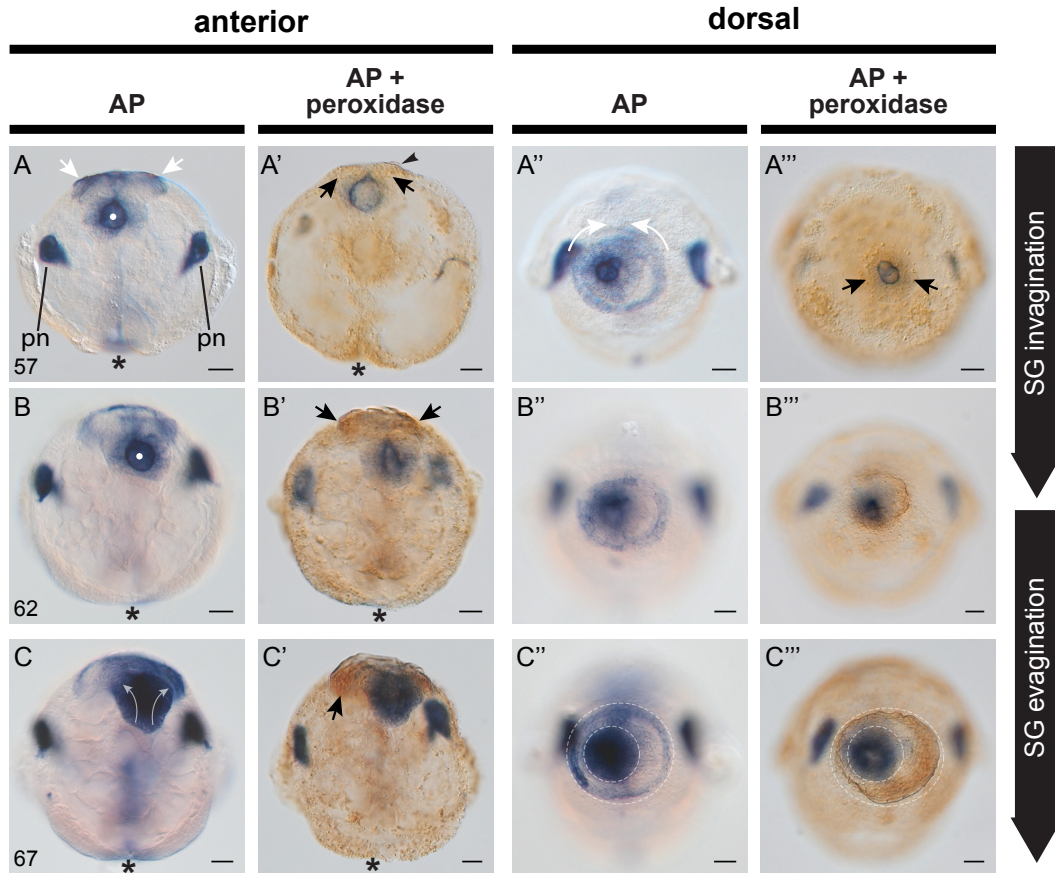 anterior
dorsal
AP
AP +
peroxidase
AP
AP +
peroxidase
A
pn
pn
*
57
A'
*
A''
A'''
SG invagination
B
62
*
B'
*
B''
B'''
SG evagination
C
67
*
C'
*
C''
C'''